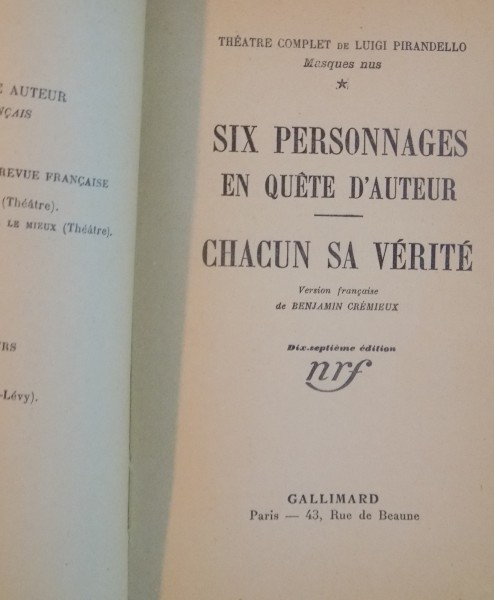 E AUTEUR
NÇAIS
REVUE FRANÇAISE
(Théâtre).
LE MIEUX (Théâtre).
RS
-Lévy).
THÉATRE COMPLET DE LUIGI PIRANDELLO
Masques nus
*
SIX PERSONNAGES
EN QUÊTE D'AUTEUR
CHACUN SA VÉRITÉ
Version française
de BENJAMIN CRÉMIEUX
Dix-septième édition
nrf
GALLIMARD
Paris — 43, Rue de Beaune